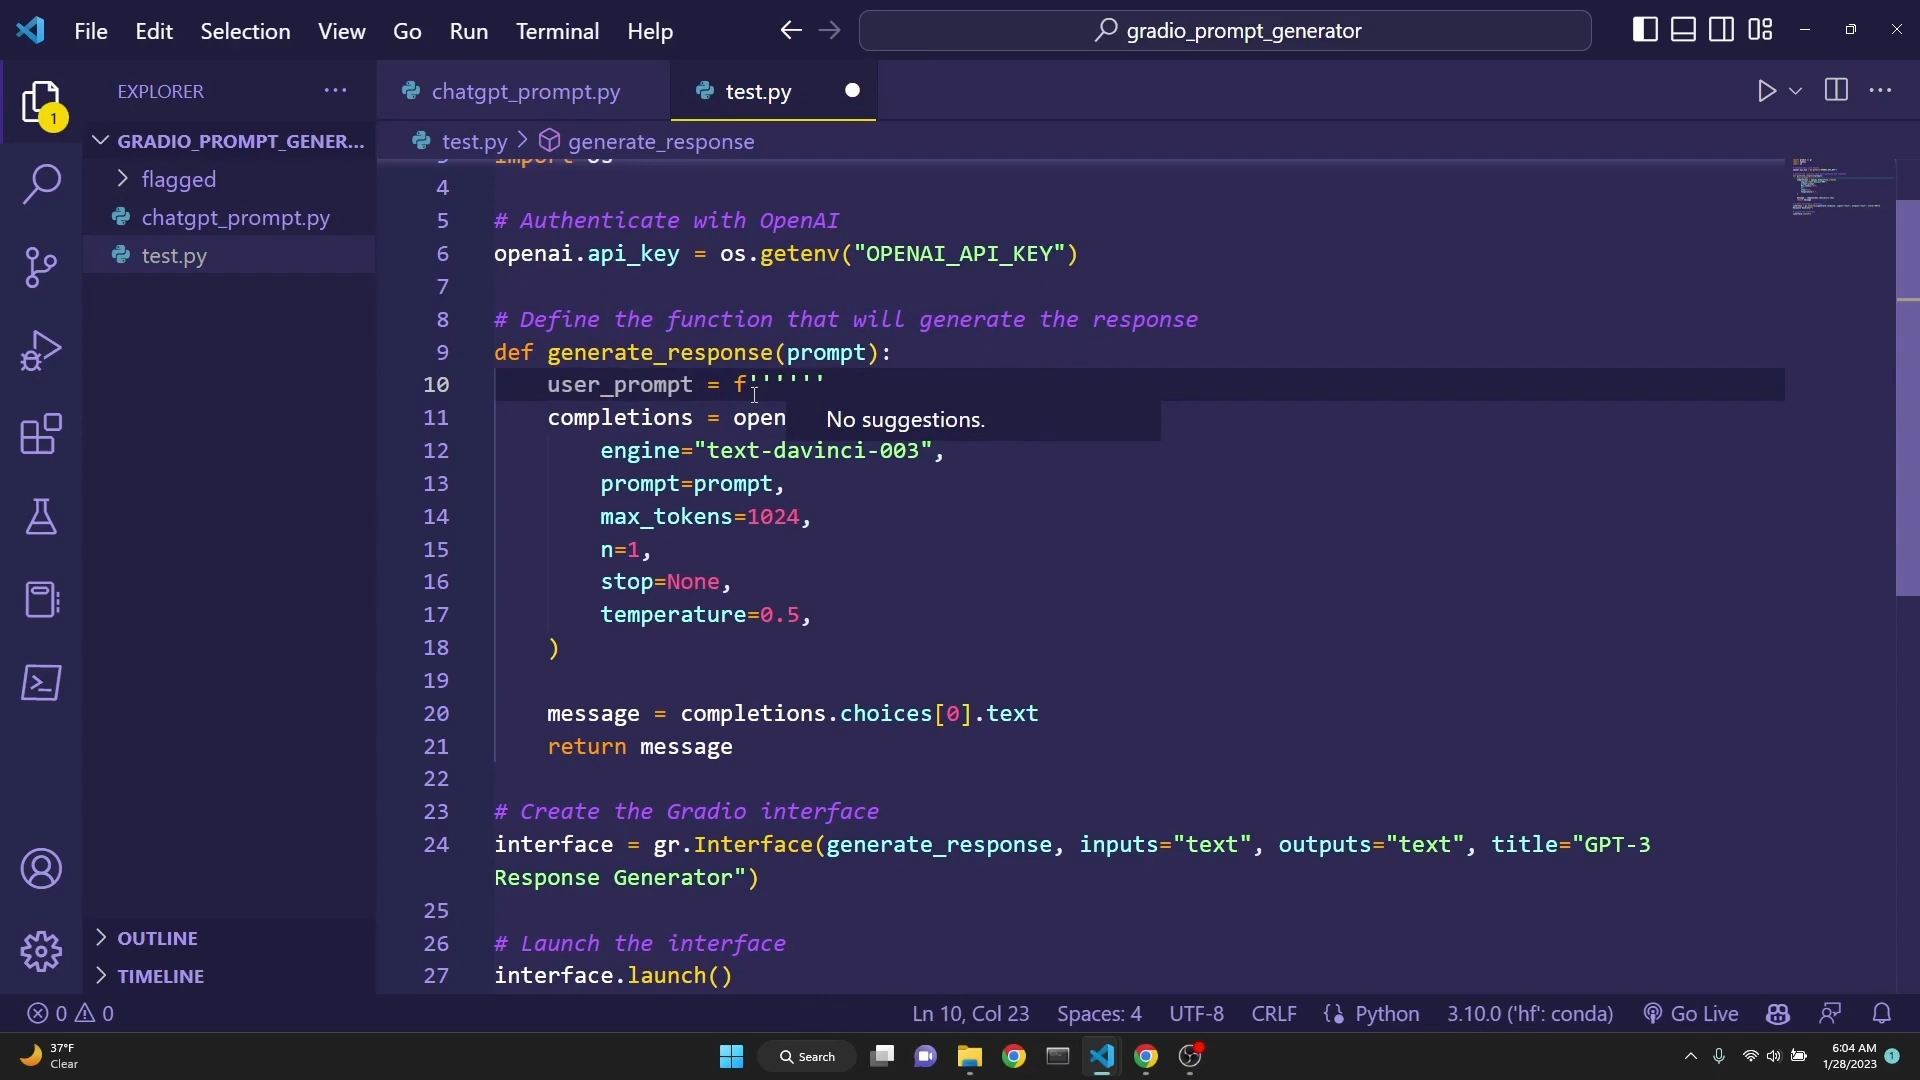 File Edit Selection View Go Run Terminal Help
gradio_prompt_generator
1
EXPLORER
GRADIO_PROMPT_GENER...
flagged
chatgpt_prompt.py
test.py
OUTLINE
TIMELINE
chatgpt_prompt.py
test.py
test.py > generate_response
3 import os
4
5 # Authenticate with OpenAI
6 openai.api_key = os.getenv("OPENAI_API_KEY")
7
8 # Define the function that will generate the response
9 def generate_response(prompt):
10 user_prompt = f''''''
11 completions = open
No suggestions.
12 engine="text-davinci-003",
13 prompt=prompt,
14 max_tokens=1024,
15 n=1,
16 stop=None,
17 temperature=0.5,
18 )
19
20 message = completions.choices[0].text
21 return message
22
23 # Create the Gradio interface
24 interface = gr.Interface(generate_response, inputs="text", outputs="text", title="GPT-3
Response Generator")
25
26 # Launch the interface
27 interface.launch()
0 0 Ln 10, Col 23 Spaces: 4 UTF-8 CRLF Python 3.10.0 ('hf': conda) Go Live
37°F
Clear
Search
6:04 AM
1/28/2023
1